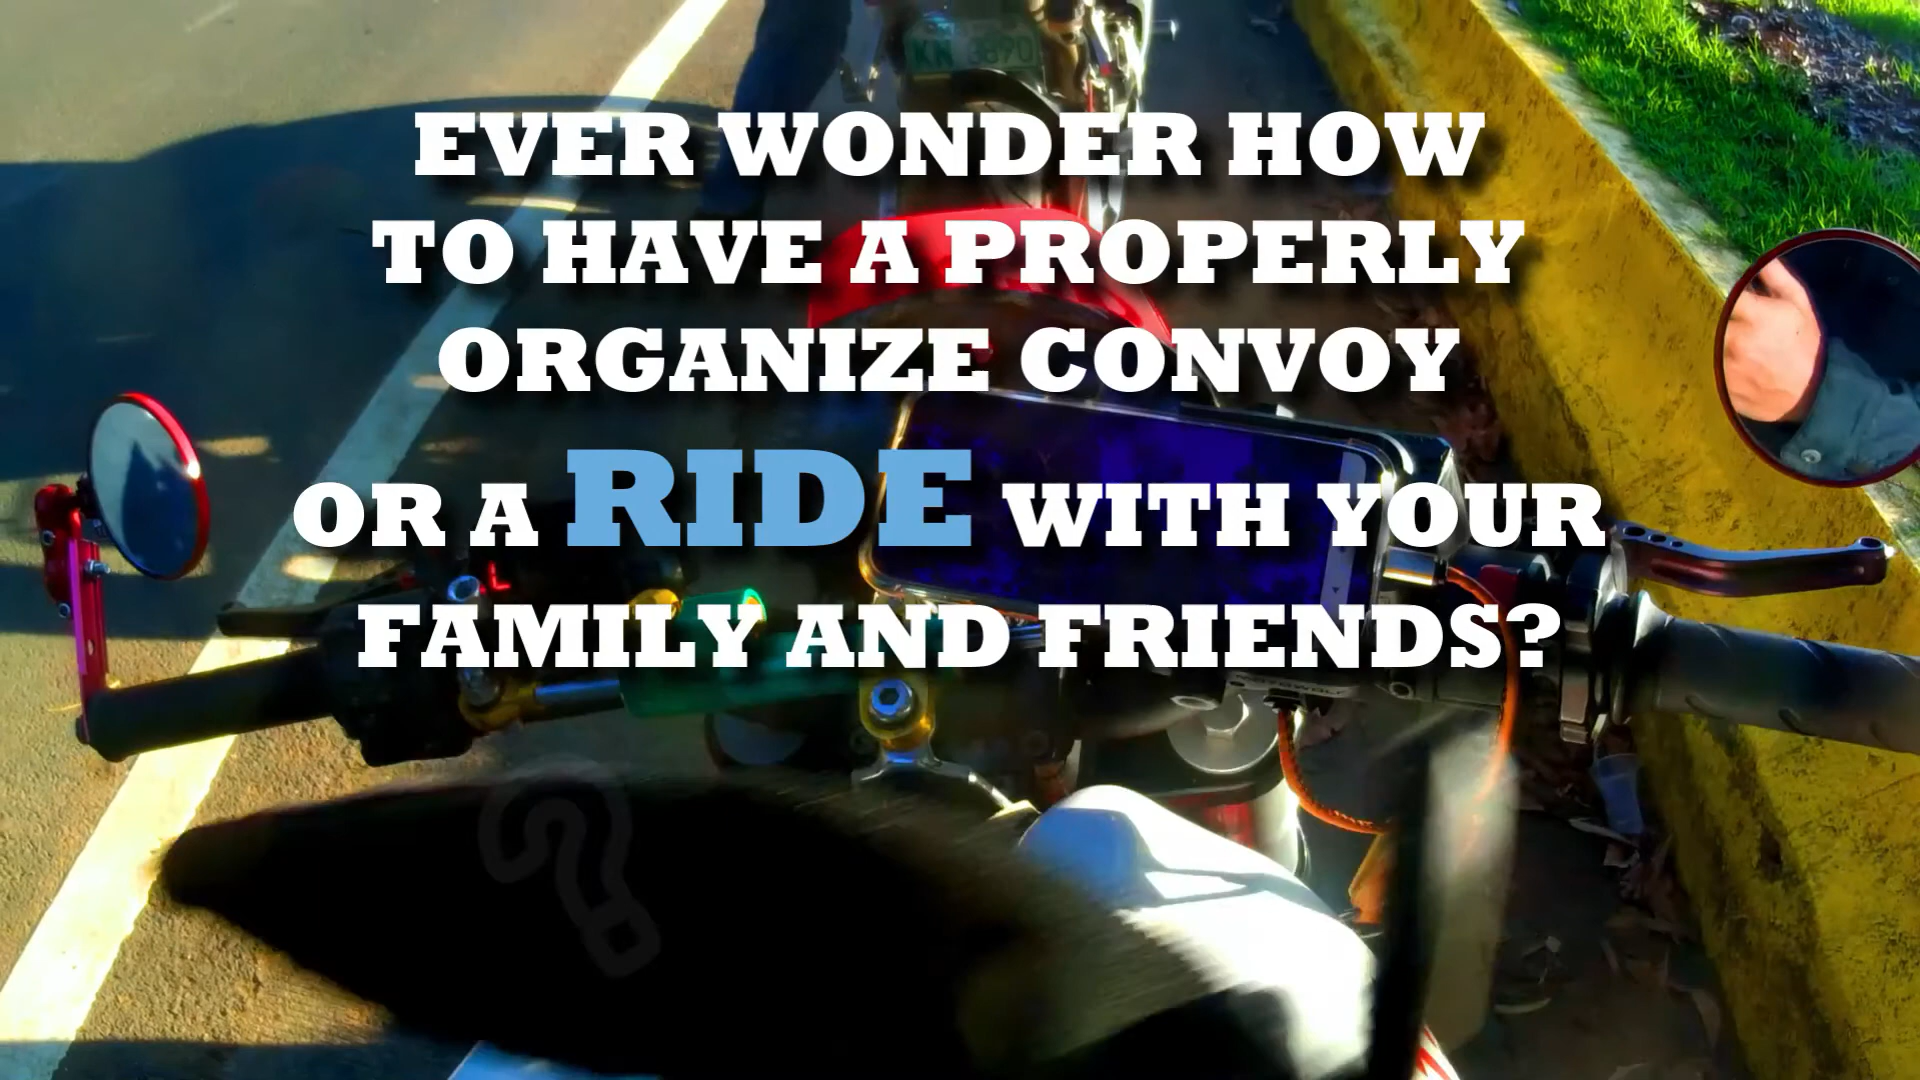 EVER WONDER HOW
TO HAVE A PROPERLY
ORGANIZE CONVOY
OR A RIDE WITH YOUR
FAMILY AND FRIENDS?
L
?